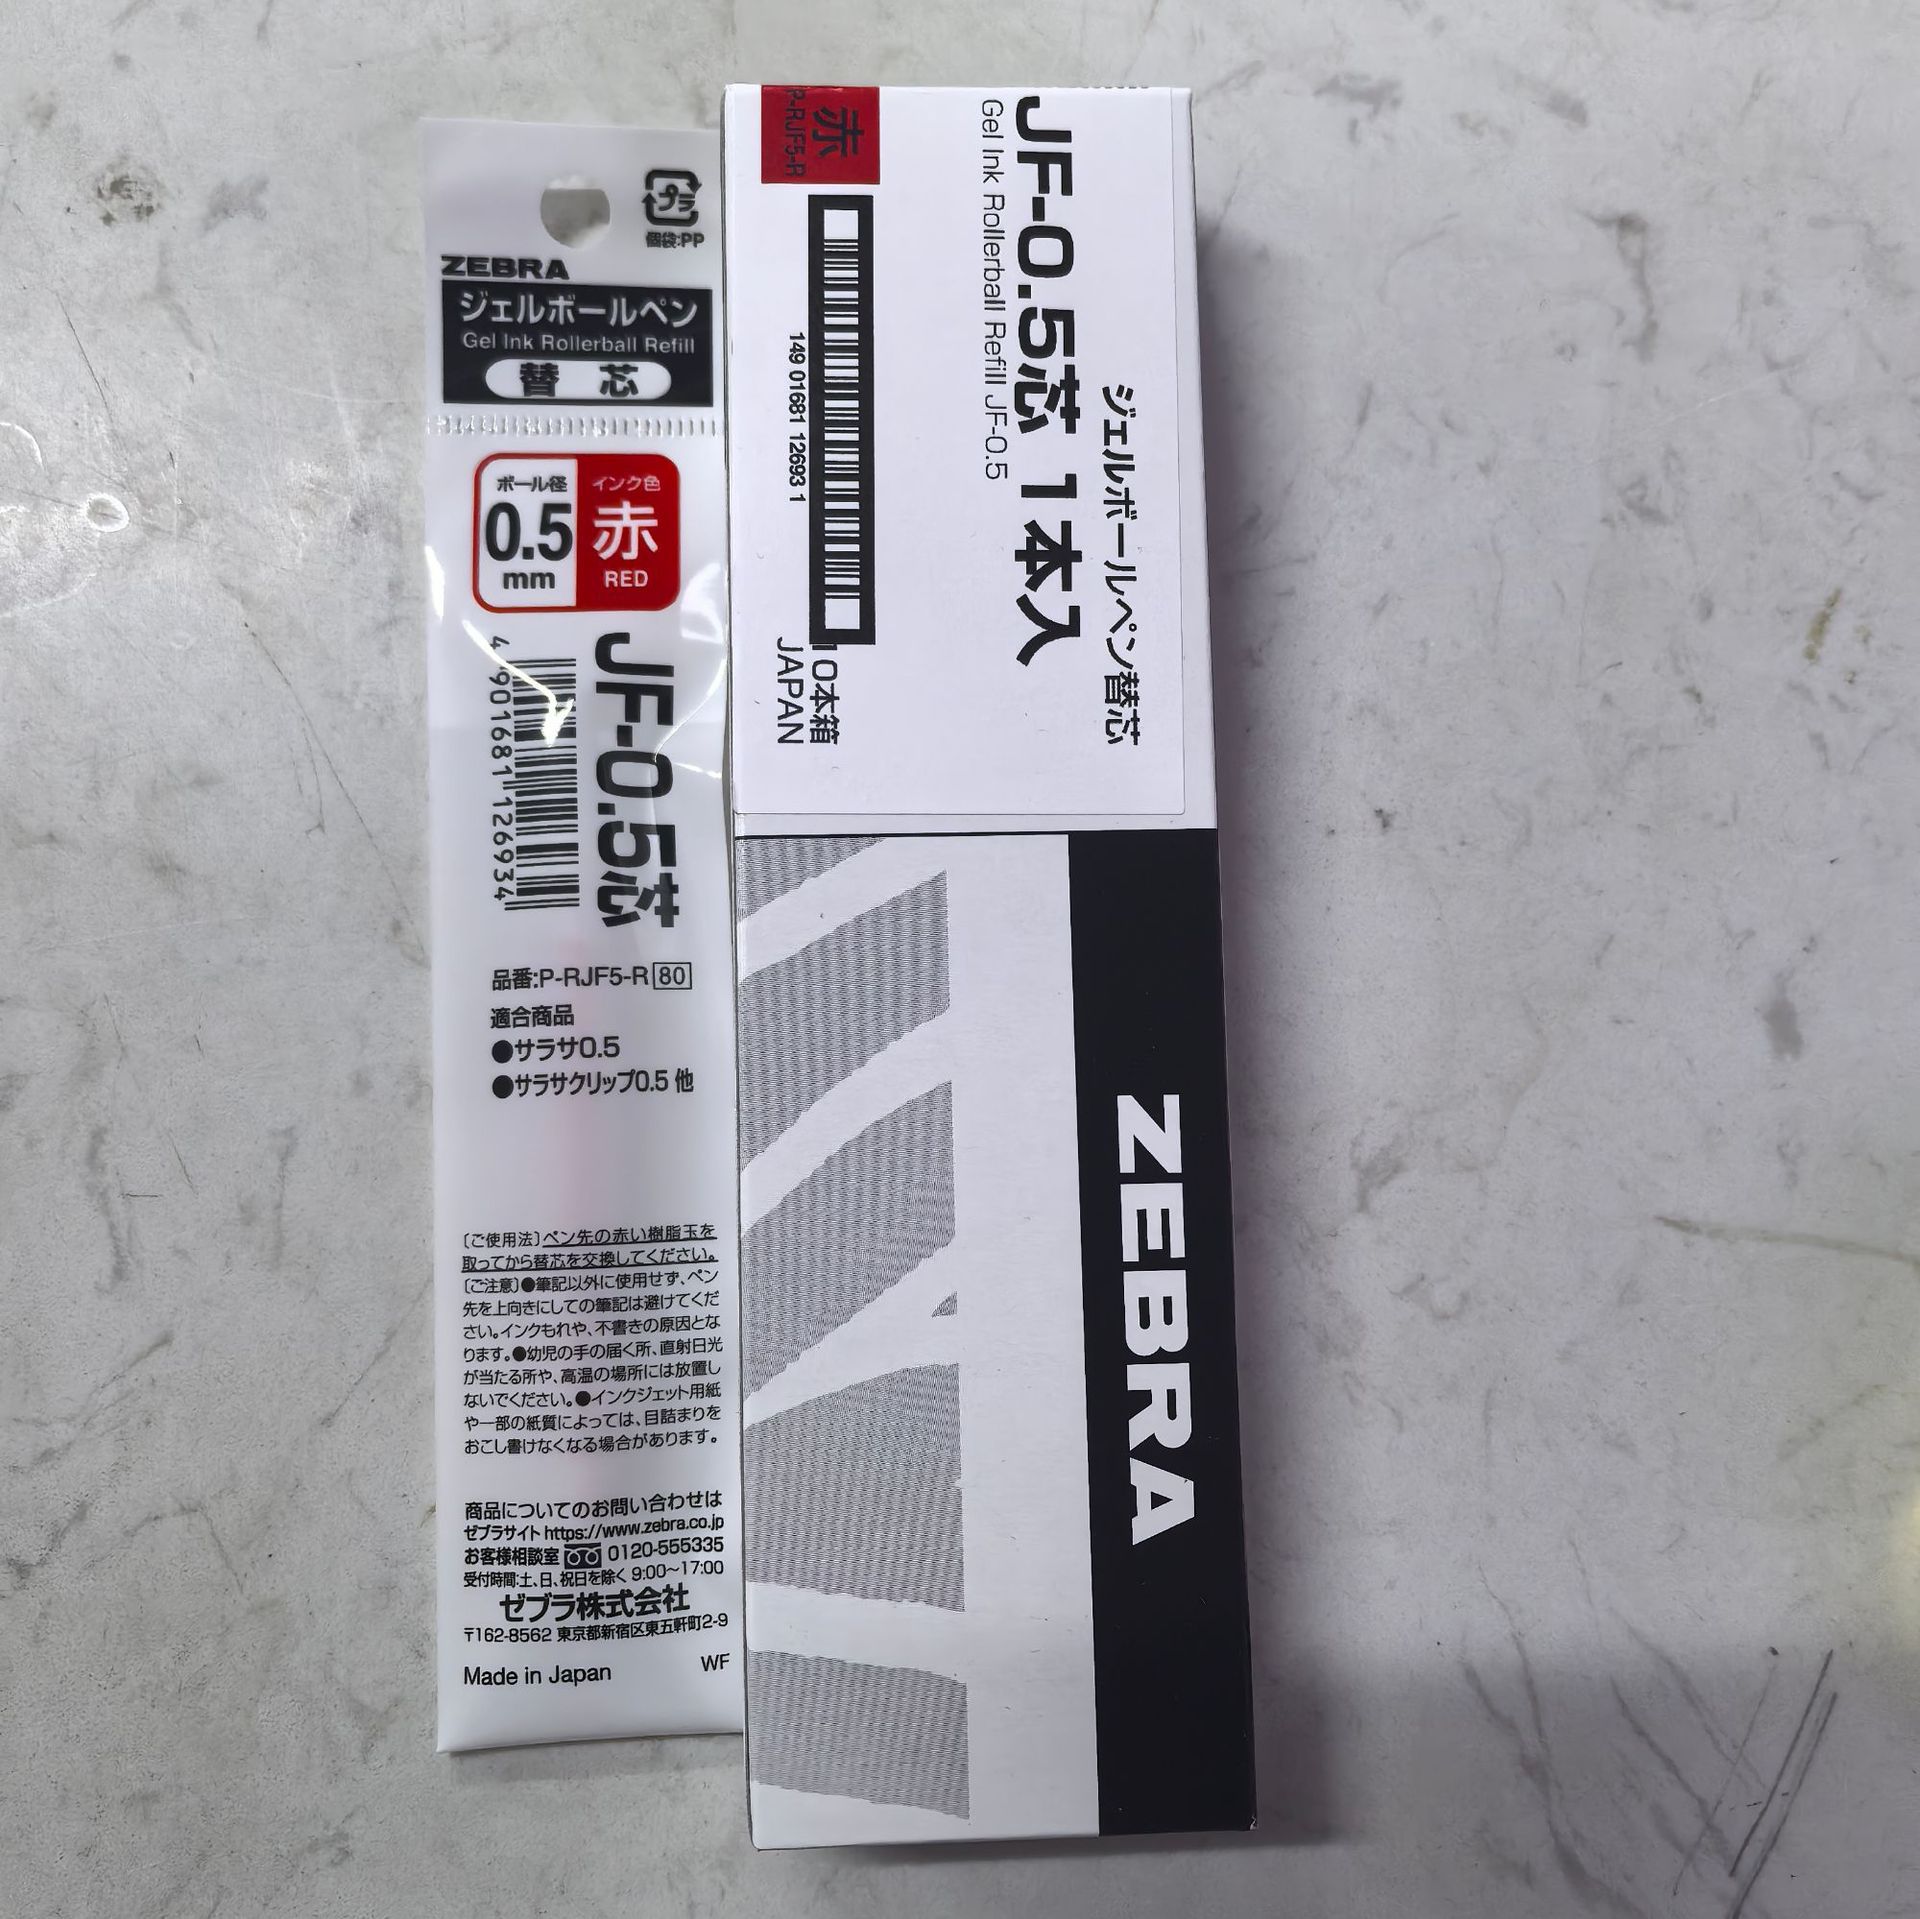 プラ
個袋:PP
ZEBRA
ジェルボールペン
Gel Ink Rollerball Refill
替芯
ボール径
0.5
mm
インク色
赤
RED
JF-0.5芯
4 901681 126934
品番:P-RJF5-R 80
適合商品
●サラサ0.5
●サラサクリップ0.5 他
〔ご使用法〕ペン先の赤い樹脂玉を
取ってから替芯を交換してください。
〔ご注意〕●筆記以外に使用せず、ペン
先を上向きにしての筆記は避けてくだ
さい。インクもれや、不書きの原因とな
ります。●幼児の手の届く所、直射日光
が当たる所や、高温の場所には放置し
ないでください。●インクジェット用紙
や一部の紙質によっては、目詰まりを
おこし書けなくなる場合があります。
商品についてのお問い合わせは
ゼブラサイト https://www.zebra.co.jp
お客様相談室 0120-555335
受付時間:土、日、祝日を除く 9:00～17:00
ゼブラ株式会社
〒162-8562 東京都新宿区東五軒町2-9
Made in Japan WF
ジェルボールペン替芯
JF-0.5芯 1本入
Gel Ink Rollerball Refill JF-0.5
赤
P-RJF5-R
149 01681 12693 1
10本箱
JAPAN
ZEBRA